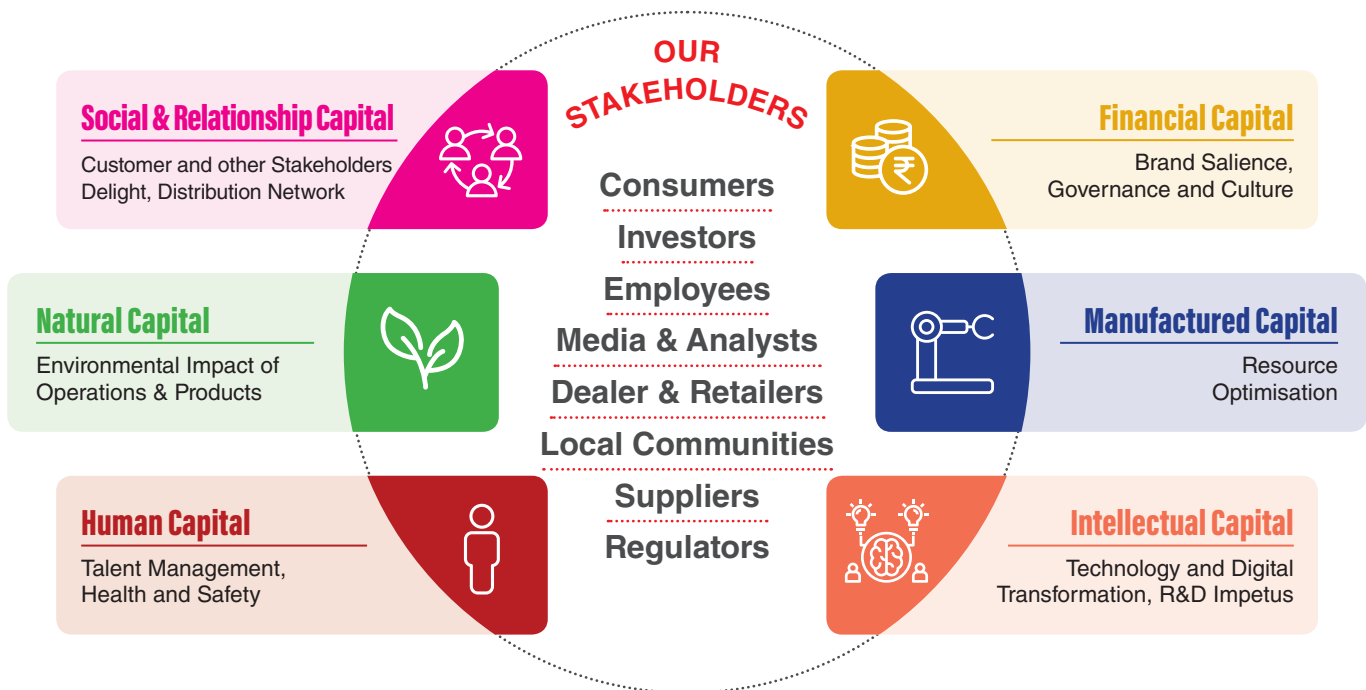 OUR
STAKEHOLDERS
Social & Relationship Capital
Customer and other Stakeholders
Delight, Distribution Network
Natural Capital
Environmental Impact of
Operations & Products
Human Capital
Talent Management,
Health and Safety
Consumers
Investors
Employees
Media & Analysts
Dealer & Retailers
Local Communities
Suppliers
Regulators
Financial Capital
Brand Salience,
Governance and Culture
₹
Manufactured Capital
Resource
Optimisation
Intellectual Capital
Technology and Digital
Transformation, R&D Impetus